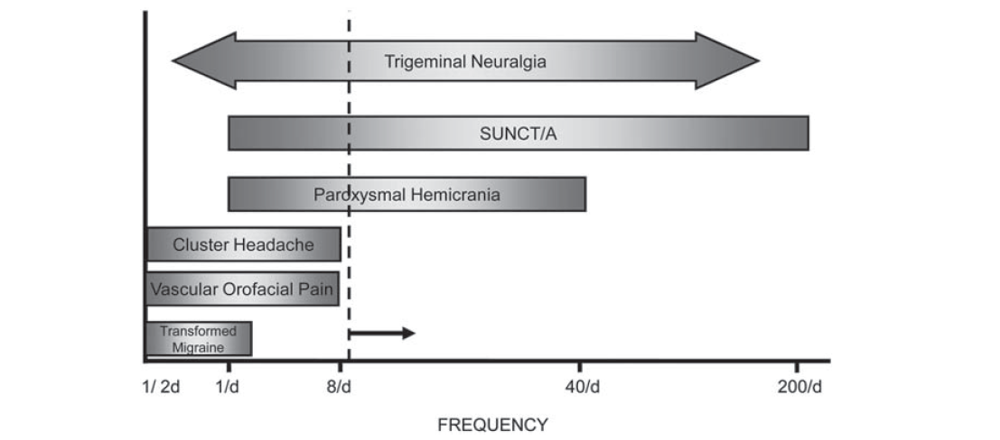 Trigeminal Neuralgia
SUNCT/A
Paroxysmal Hemicrania
Cluster Headache
Vascular Orofacial Pain
Transformed
Migraine
1/ 2d 1/d 8/d 40/d 200/d
FREQUENCY